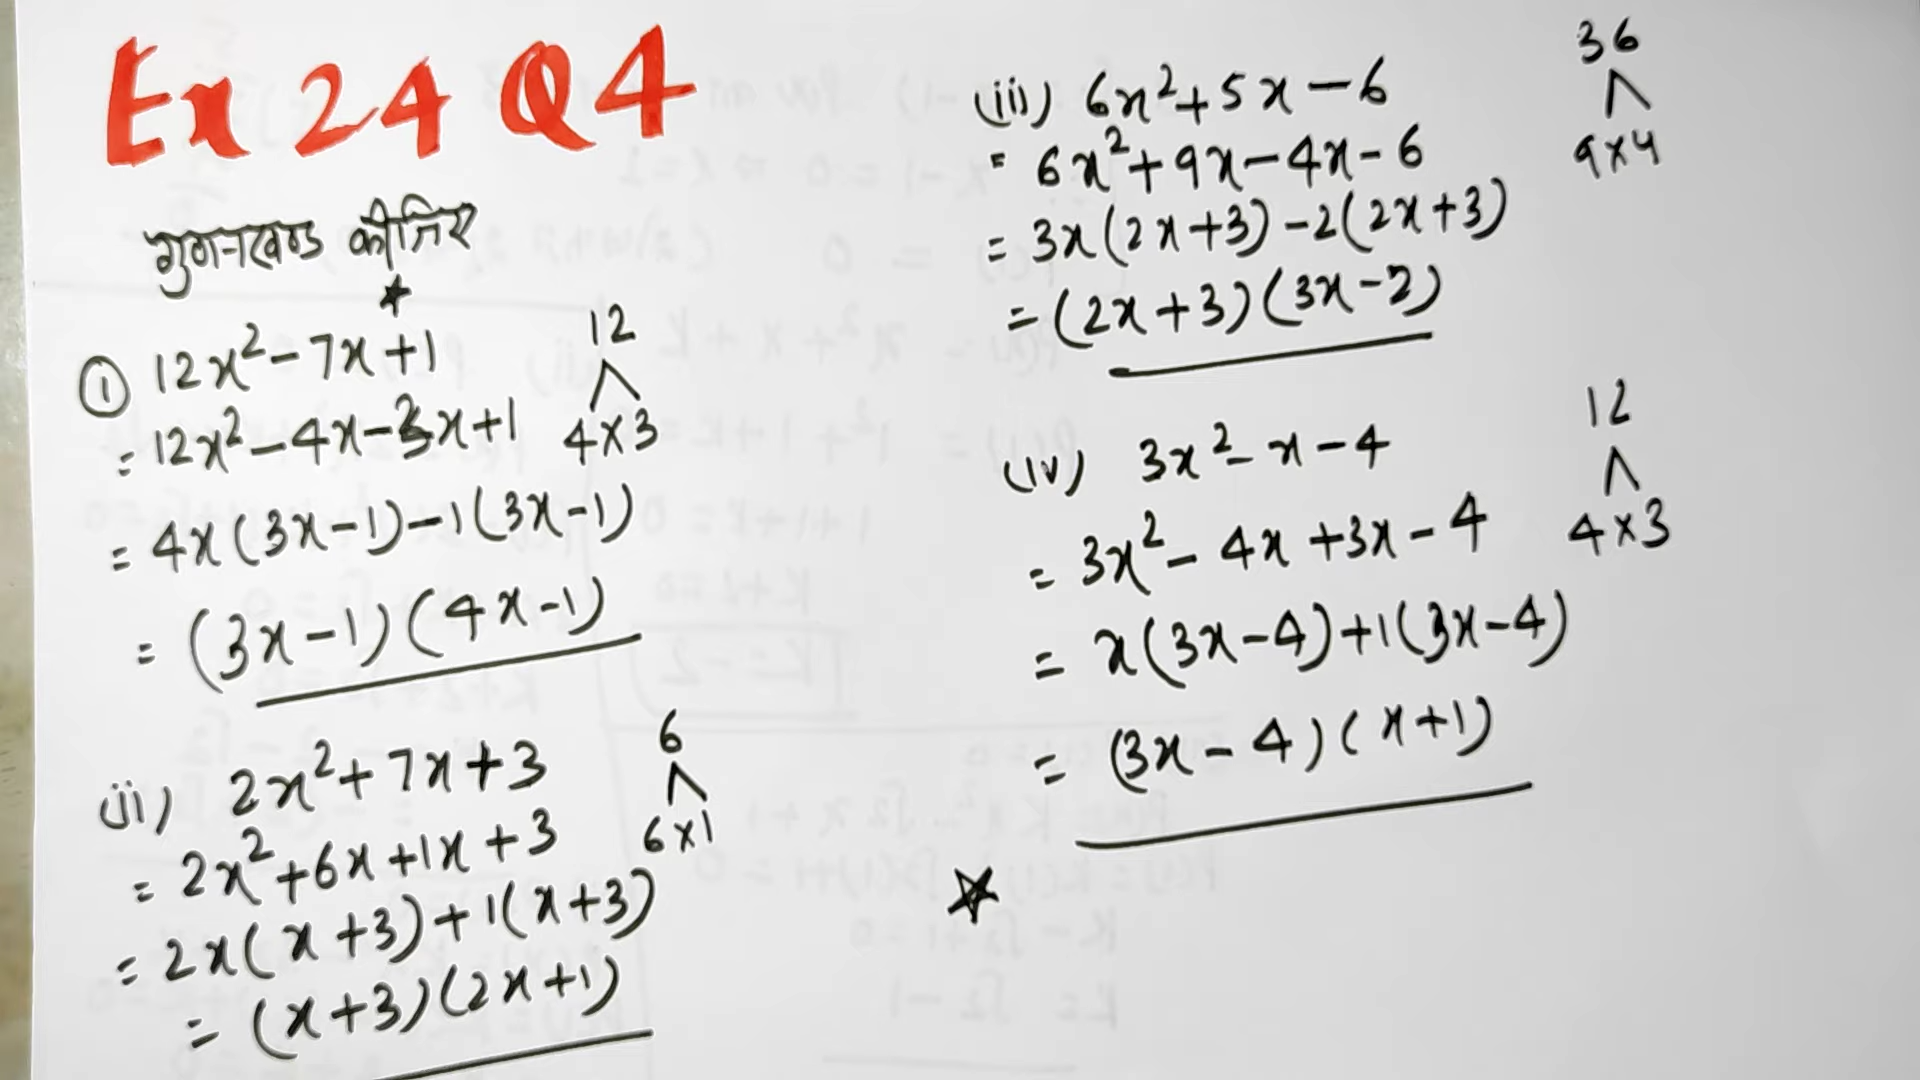 Ex 24 Q4
गुणनखण्ड कीजिए
① 12x² - 7x + 1
12
= 12x² - 4x - 3x + 1
4 x 3
= 4x(3x - 1) - 1(3x - 1)
= (3x - 1)(4x - 1)
(ii) 2x² + 7x + 3
6
= 2x² + 6x + 1x + 3
6 x 1
= 2x(x + 3) + 1(x + 3)
= (x + 3)(2x + 1)
(iii) 6x² + 5x - 6
36
= 6x² + 9x - 4x - 6
9 x 4
= 3x(2x + 3) - 2(2x + 3)
= (2x + 3)(3x - 2)
(iv) 3x² - x - 4
12
= 3x² - 4x + 3x - 4
4 x 3
= x(3x - 4) + 1(3x - 4)
= (3x - 4)(x + 1)